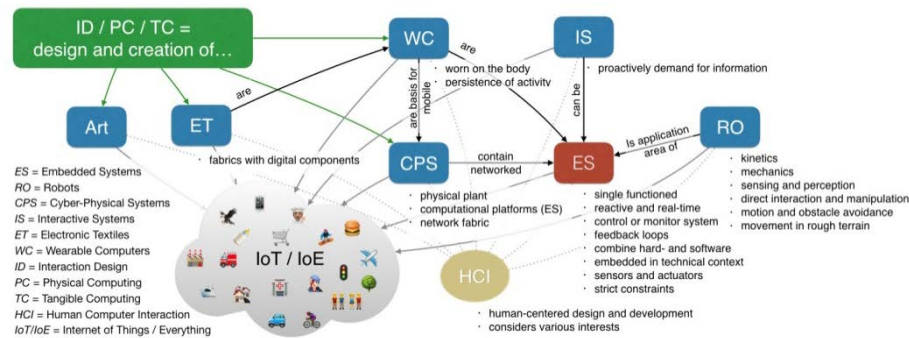 ID / PC / TC =
design and creation of…
WC
IS
are
worn on the body
persistence of activity
proactively demand for information
are
are basis for
mobile
can be
Art
ET
RO
Is application
area of
fabrics with digital components
CPS
contain
networked
ES
kinetics
mechanics
sensing and perception
direct interaction and manipulation
motion and obstacle avoidance
movement in rough terrain
physical plant
computational platforms (ES)
network fabric
single functioned
reactive and real-time
control or monitor system
feedback loops
combine hard- and software
embedded in technical context
sensors and actuators
strict constraints
IoT / IoE
HCI
human-centered design and development
considers various interests
ES = Embedded Systems
RO = Robots
CPS = Cyber-Physical Systems
IS = Interactive Systems
ET = Electronic Textiles
WC = Wearable Computers
ID = Interaction Design
PC = Physical Computing
TC = Tangible Computing
HCI = Human Computer Interaction
IoT/IoE = Internet of Things / Everything